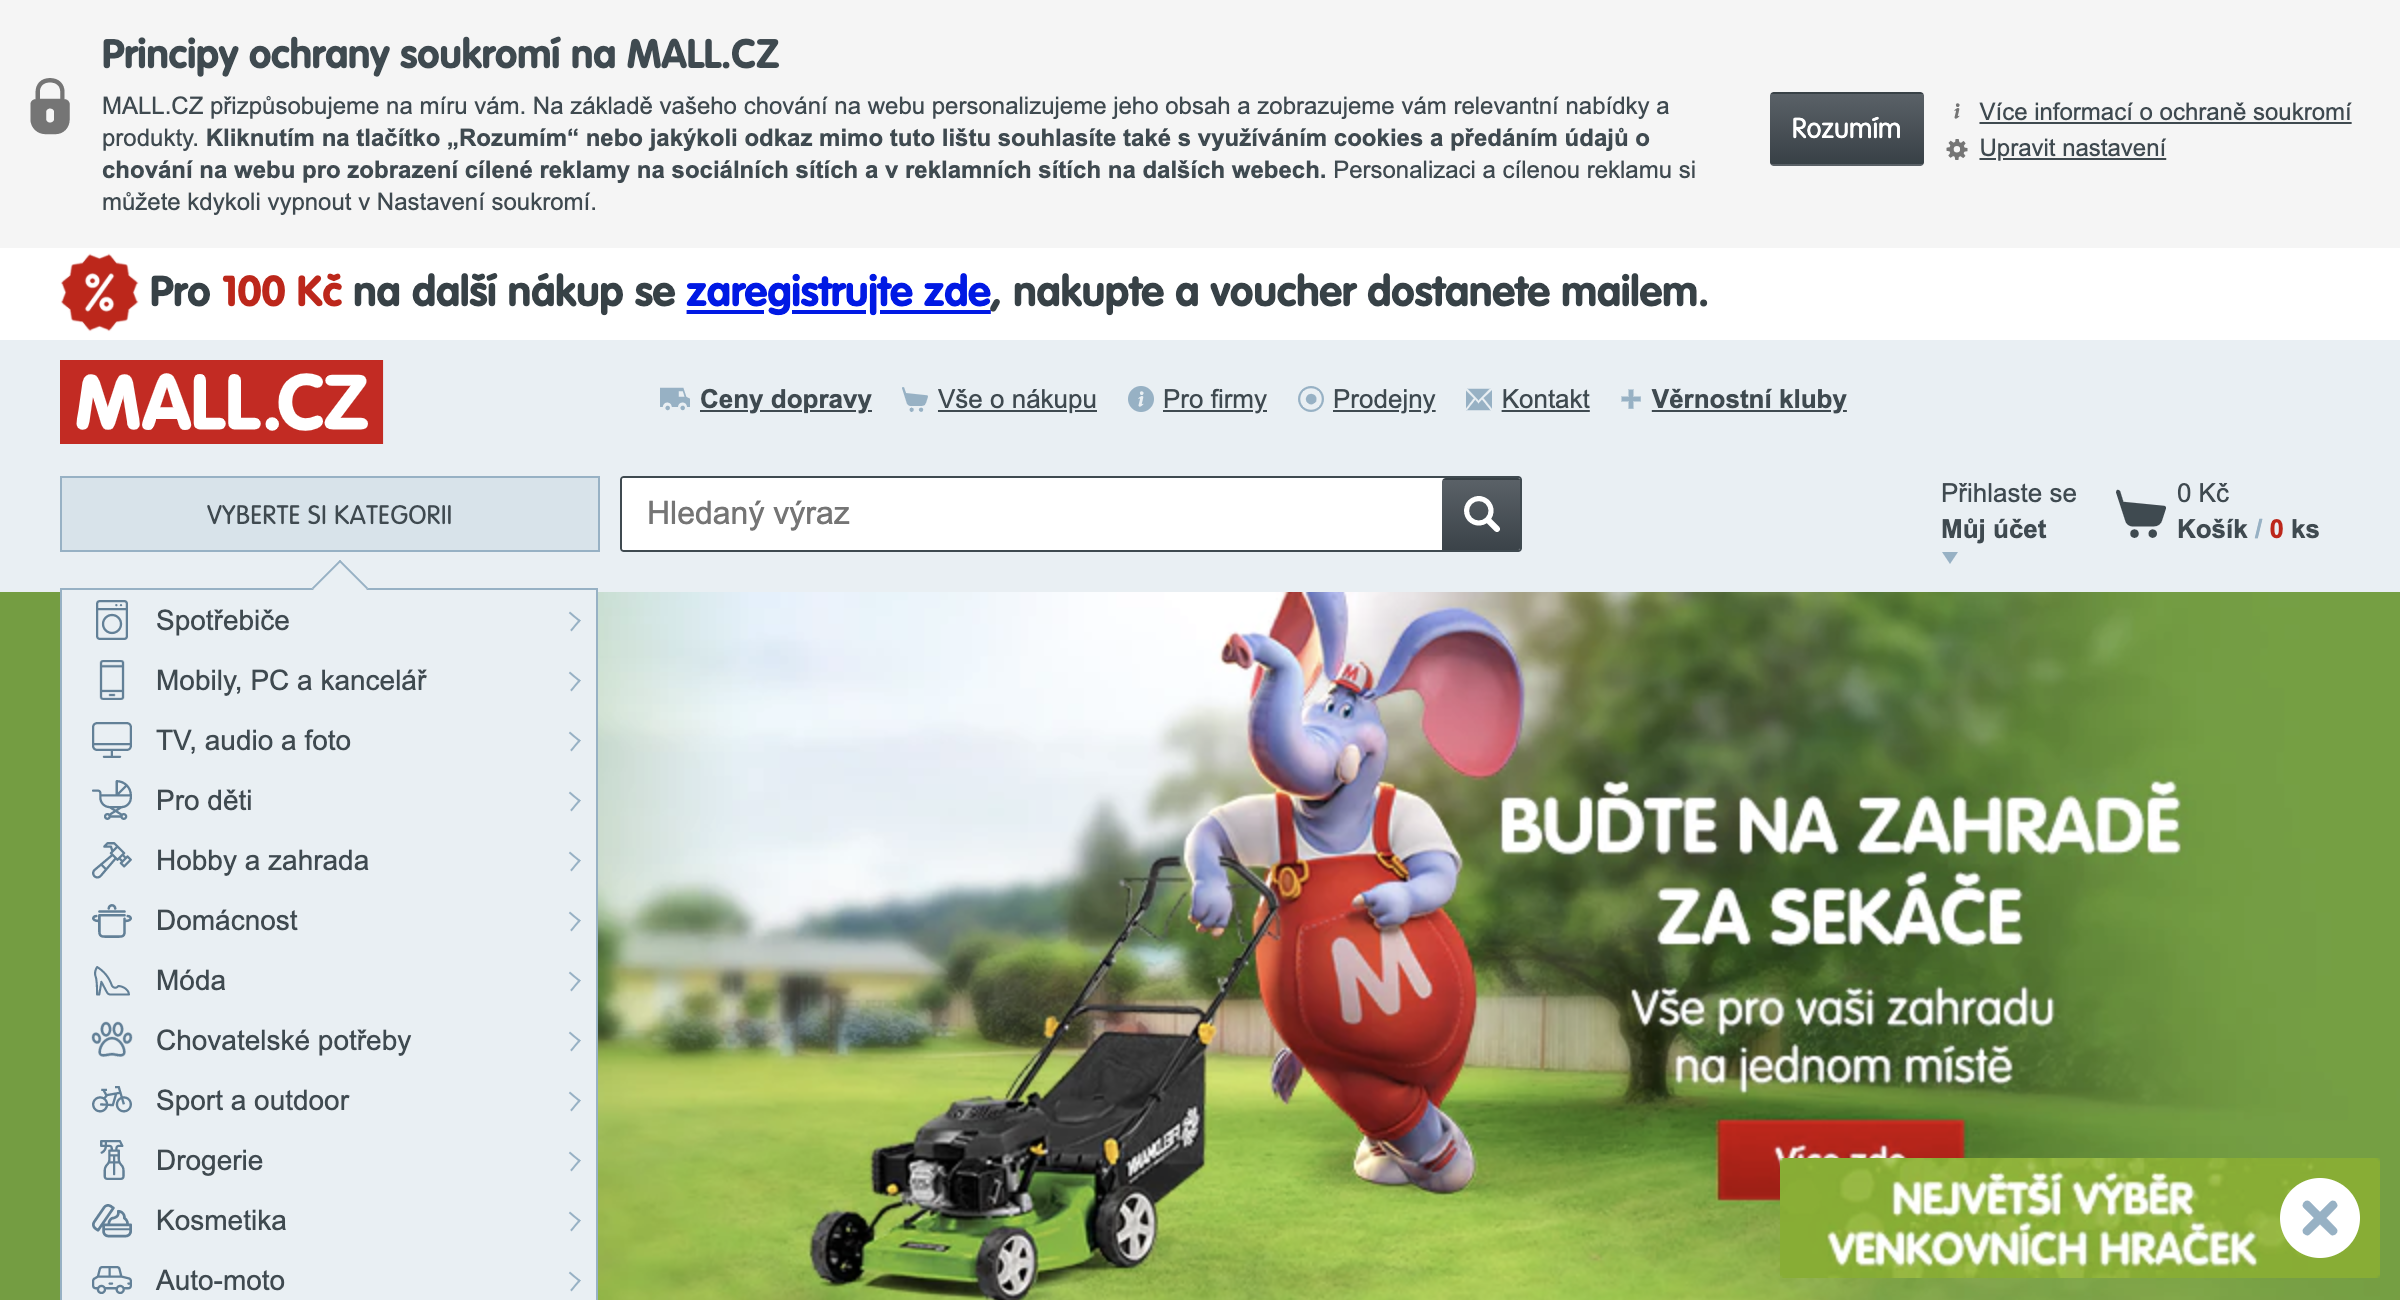 Principy ochrany soukromí na MALL.CZ
MALL.CZ přizpůsobujeme na míru vám. Na základě vašeho chování na webu personalizujeme jeho obsah a zobrazujeme vám relevantní nabídky a
produkty. Kliknutím na tlačítko „Rozumím“ nebo jakýkoli odkaz mimo tuto lištu souhlasíte také s využíváním cookies a předáním údajů o
chování na webu pro zobrazení cílené reklamy na sociálních sítích a v reklamních sítích na dalších webech. Personalizaci a cílenou reklamu si
můžete kdykoli vypnout v Nastavení soukromí.
Rozumím
Více informací o ochraně soukromí
Upravit nastavení
Pro 100 Kč na další nákup se zaregistrujte zde, nakupte a voucher dostanete mailem.
MALL.CZ
Ceny dopravy
Vše o nákupu
Pro firmy
Prodejny
Kontakt
Věrnostní kluby
VYBERTE SI KATEGORII
Hledaný výraz
Přihlaste se
Můj účet
0 Kč
Košík / 0 ks
Spotřebiče
Mobily, PC a kancelář
TV, audio a foto
Pro děti
Hobby a zahrada
Domácnost
Móda
Chovatelské potřeby
Sport a outdoor
Drogerie
Kosmetika
Auto-moto
M
M
BUĎTE NA ZAHRADĚ
ZA SEKÁČE
Vše pro vaši zahradu
na jednom místě
Více zde
NEJVĚTŠÍ VÝBĚR
VENKOVNÍCH HRAČEK